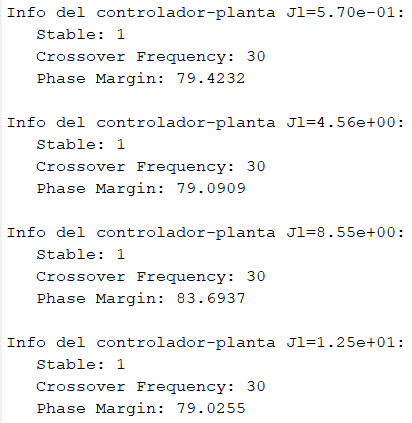 Info del controlador-planta Jl=5.70e-01:
Stable: 1
Crossover Frequency: 30
Phase Margin: 79.4232
Info del controlador-planta Jl=4.56e+00:
Stable: 1
Crossover Frequency: 30
Phase Margin: 79.0909
Info del controlador-planta Jl=8.55e+00:
Stable: 1
Crossover Frequency: 30
Phase Margin: 83.6937
Info del controlador-planta Jl=1.25e+01:
Stable: 1
Crossover Frequency: 30
Phase Margin: 79.0255